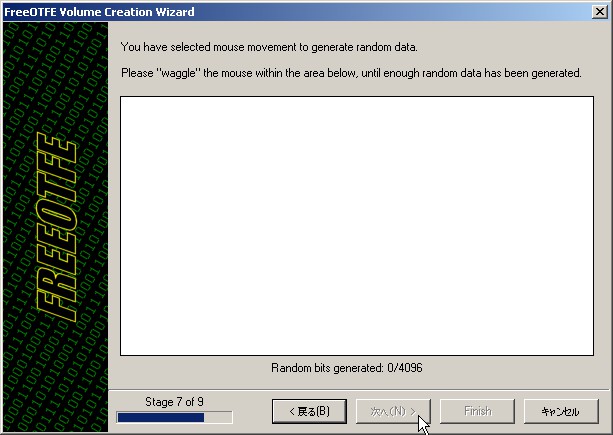 FreeOTFE Volume Creation Wizard
You have selected mouse movement to generate random data.
Please "waggle" the mouse within the area below, until enough random data has been generated.
FREEOTFE
Random bits generated: 0/4096
Stage 7 of 9
< 戻る(B)
次へ(N) >
Finish
キャンセル